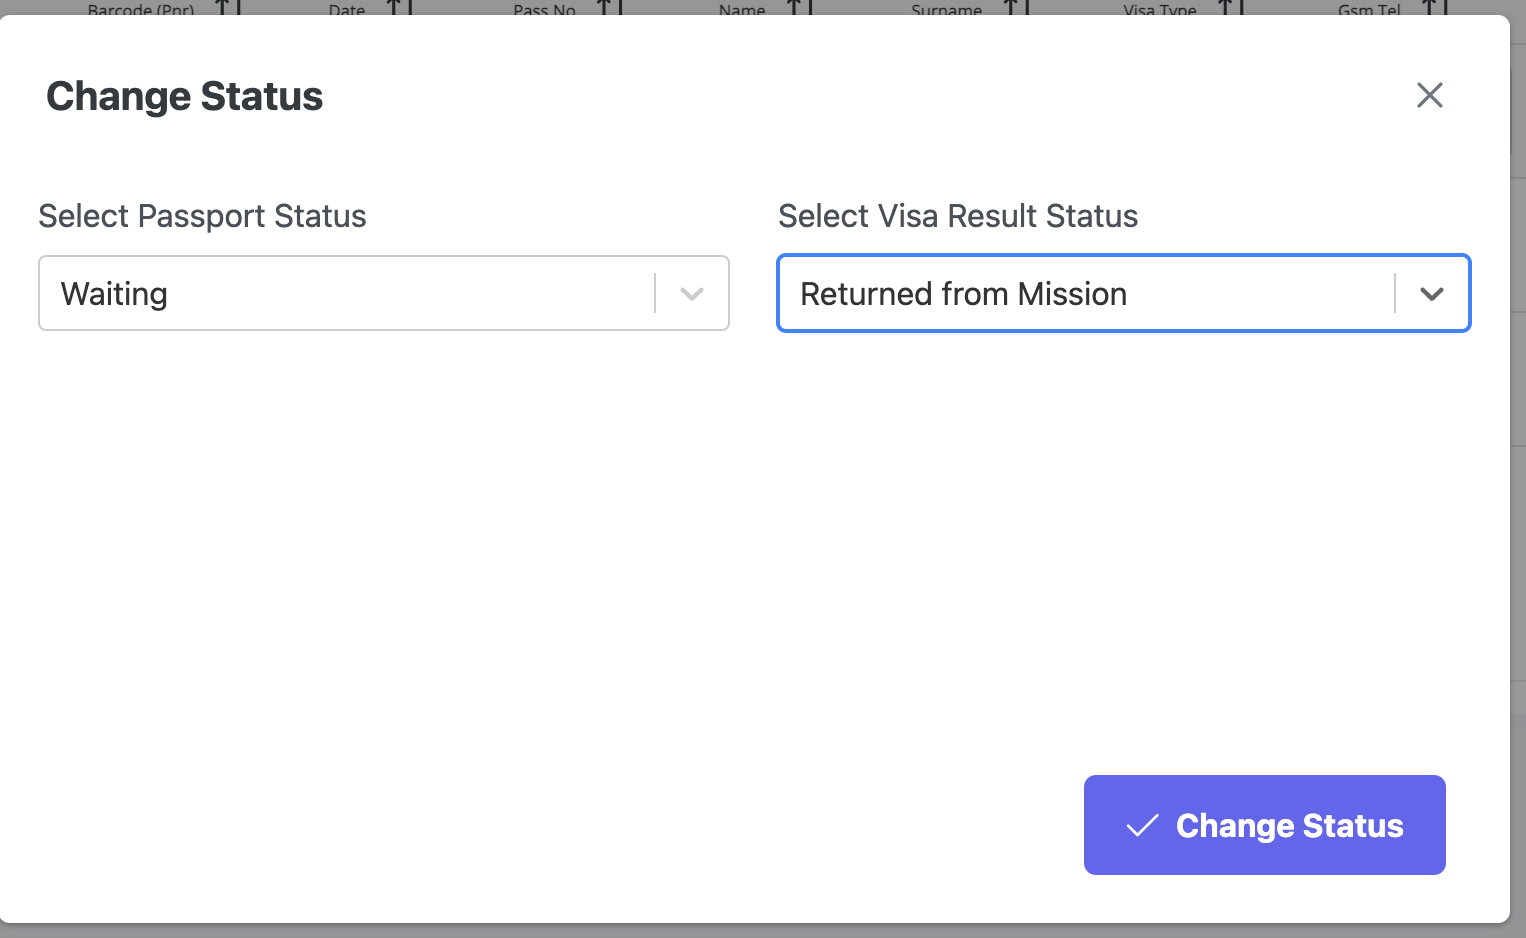 Barcode (Pnr) Date Pass No Name Surname Visa Type Gsm Tel
Change Status
Select Passport Status
Waiting
Select Visa Result Status
Returned from Mission
Change Status